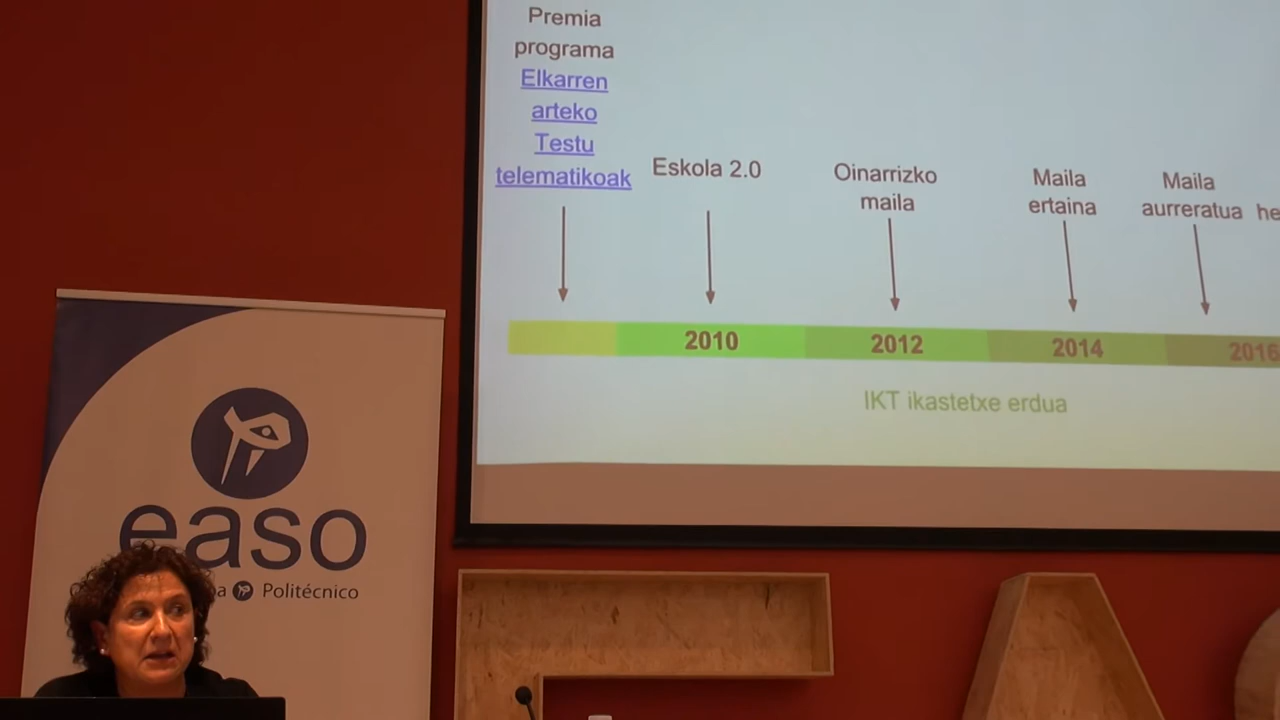 Premia
programa
Elkarren
arteko
Testu
telematikoak
Eskola 2.0
Oinarrizko
maila
Maila
ertaina
Maila
aurreratua
2010
2012
2014
2016
IKT ikastetxe erdua
easo
Politécnico